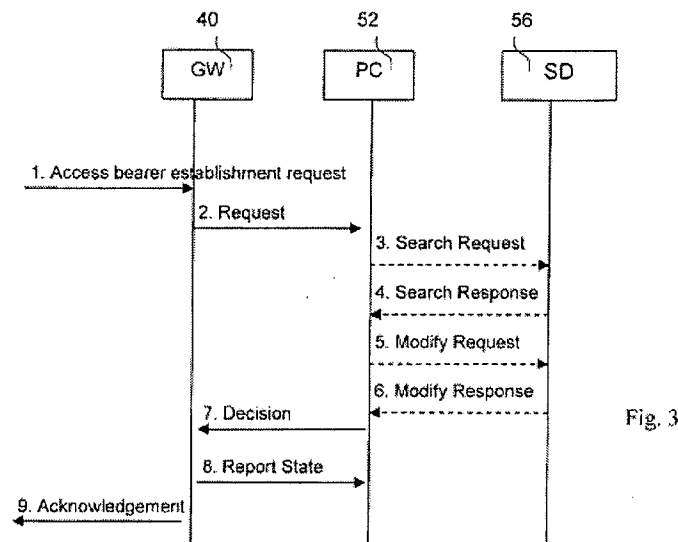 40 52 56
GW PC SD
1. Access bearer establishment request
2. Request
3. Search Request
4. Search Response
5. Modify Request
6. Modify Response
7. Decision
Fig. 3
8. Report State
9. Acknowledgement